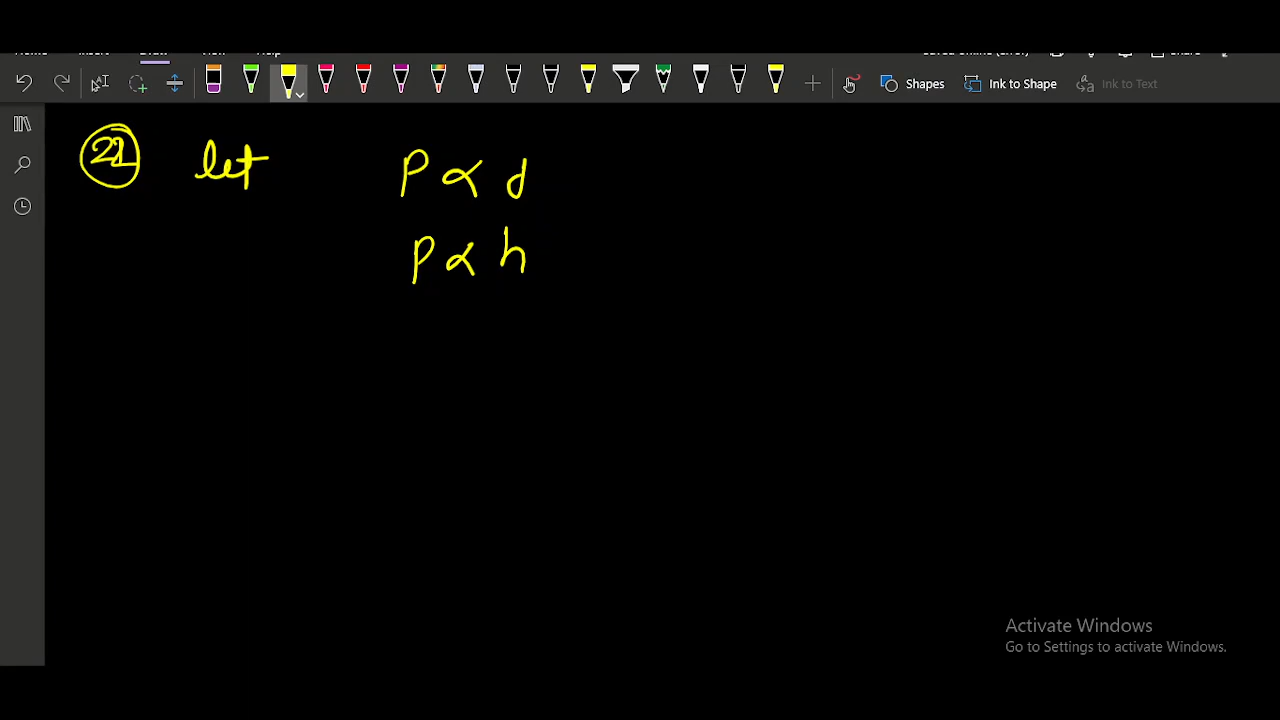 Ink to Shape
Shapes
Ink to Text
22 let P ∝ d
P ∝ h
Activate Windows
Go to Settings to activate Windows.